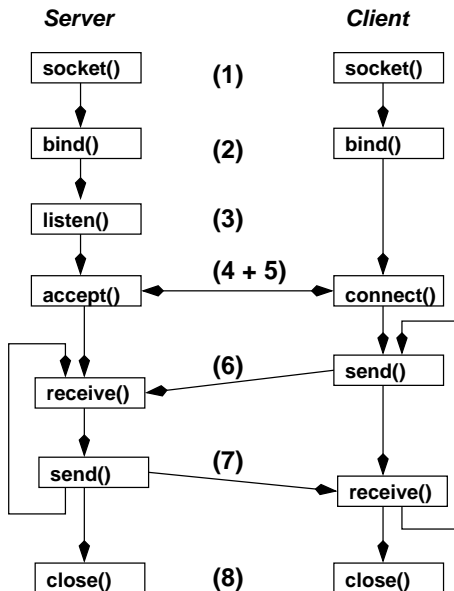 Server Client
socket() (1) socket()
bind() (2) bind()
listen() (3)
(4 + 5)
accept() connect()
(6) send()
receive()
(7)
send() receive()
close() (8) close()